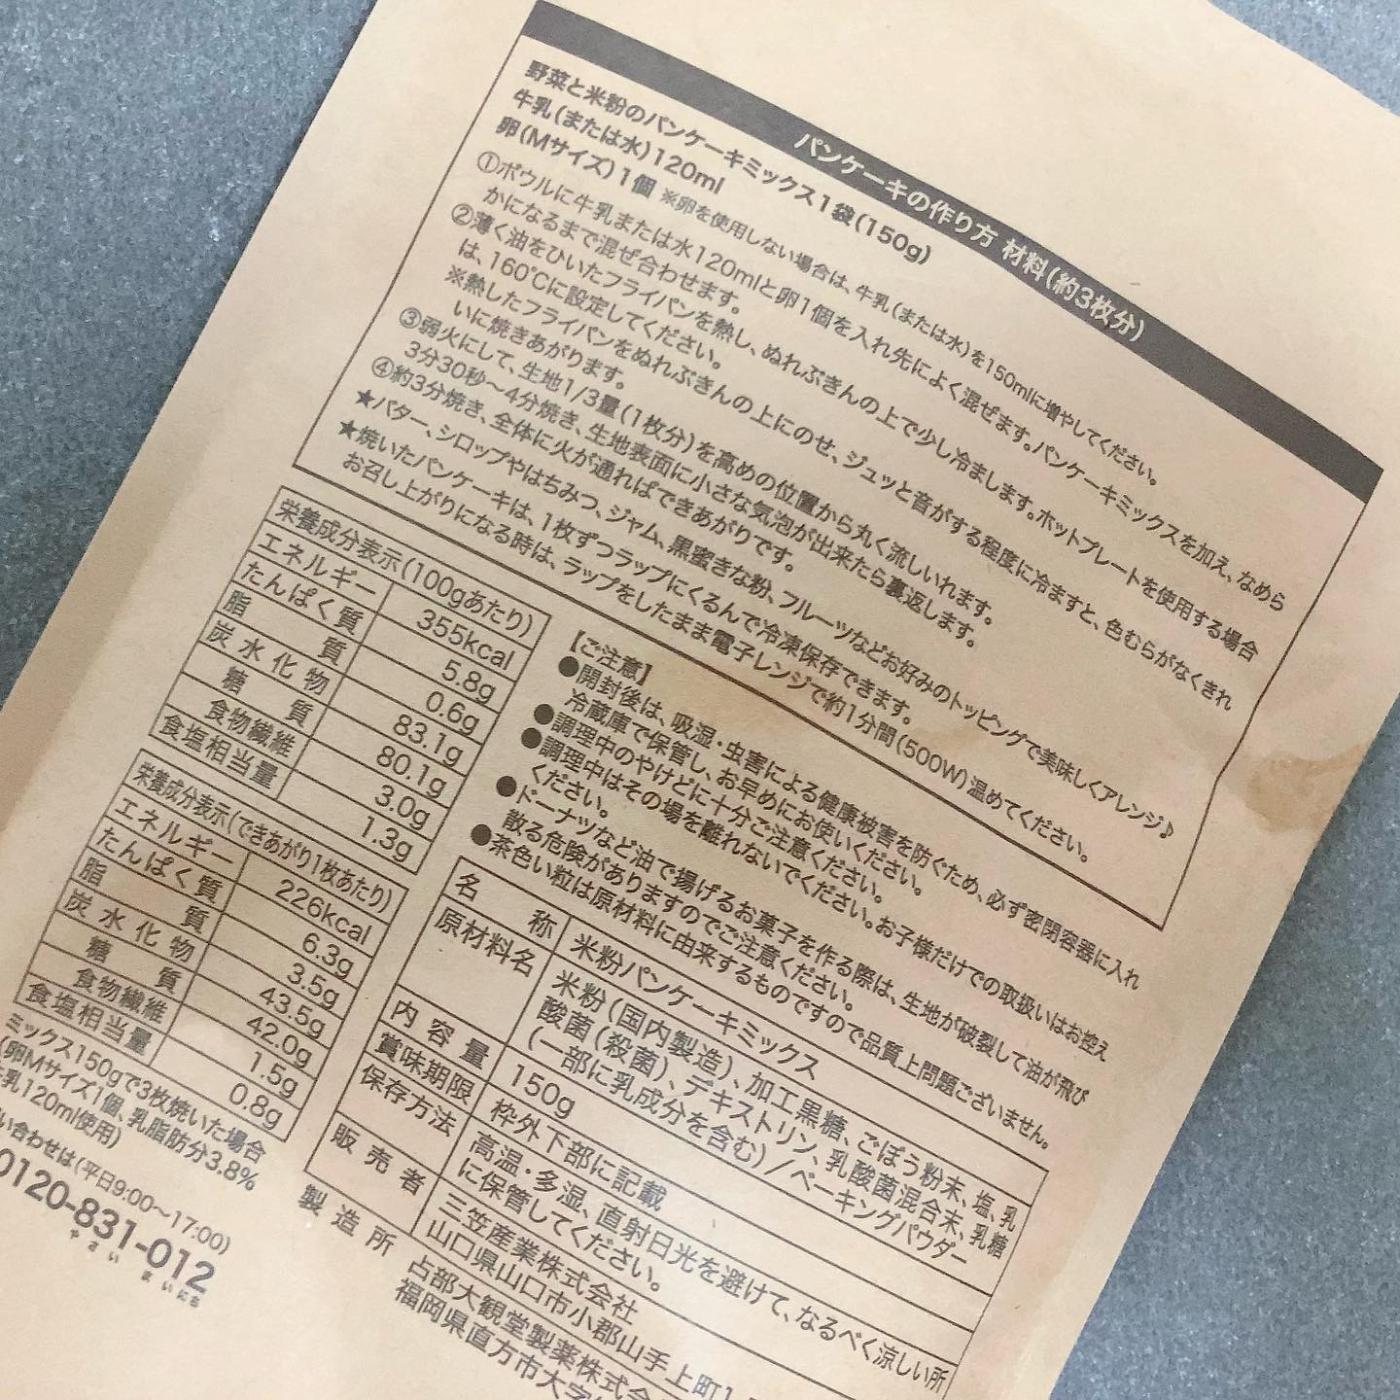 パンケーキの作り方 材料(約3枚分)
野菜と米粉のパンケーキミックス1袋(150g)
牛乳(または水)120ml
卵(Mサイズ)1個 ※卵を使用しない場合は、牛乳(または水)を150mlに増やしてください。
①ボウルに牛乳または水120mlと卵1個を入れ先によく混ぜます。パンケーキミックスを加え、なめら
かになるまで混ぜ合わせます。
②薄く油をひいたフライパンを熱し、ぬれぶきんの上で少し冷まします。ホットプレートを使用する場合
は、160℃に設定してください。
※熱したフライパンをぬれぶきんの上にのせ、ジュッと音がする程度に冷ますと、色むらがなくきれ
いに焼きあがります。
③弱火にして、生地1/3量(1枚分)を高めの位置から丸く流しいれます。
3分30秒～4分焼き、生地表面に小さな気泡が出来たら裏返します。
④約3分焼き、全体に火が通ればできあがりです。
★バター、シロップやはちみつ、ジャム、黒蜜きな粉、フルーツなどお好みのトッピングで美味しくアレンジ♪
★焼いたパンケーキは、1枚ずつラップにくるんで冷凍保存できます。
お召し上がりになる時は、ラップをしたまま電子レンジで約1分間(500W)温めてください。
栄養成分表示(100gあたり)
エネルギー 355kcal
たんぱく質 5.8g
脂質 0.6g
炭水化物 83.1g
糖質 80.1g
食物繊維 3.0g
食塩相当量 1.3g
栄養成分表示(できあがり1枚あたり)
エネルギー 226kcal
たんぱく質 6.3g
脂質 3.5g
炭水化物 43.5g
糖質 42.0g
食物繊維 1.5g
食塩相当量 0.8g
ミックス150gで3枚焼いた場合
(卵Mサイズ1個、乳脂肪分3.8%
乳120ml使用)
い合わせは(平日9:00～17:00)
0120-831-012
やさい まいにち
【ご注意】
●開封後は、吸湿・虫害による健康被害を防ぐため、必ず密閉容器に入れ
冷蔵庫で保管し、お早めにお使いください。
●調理中のやけどに十分ご注意ください。
●調理中はその場を離れないでください。お子様だけでの取扱いはお控え
ください。
●ドーナツなど油で揚げるお菓子を作る際は、生地が破裂して油が飛び
散る危険がありますのでご注意ください。
●茶色い粒は原材料に由来するものですので品質上問題ございません。
名称 米粉パンケーキミックス
原材料名 米粉(国内製造)、加工黒糖、ごぼう粉末、塩、乳
酸菌(殺菌)、デキストリン、乳酸菌混合末、乳糖
(一部に乳成分を含む)/ベーキングパウダー
内容量 150g
賞味期限 枠外下部に記載
保存方法 高温・多湿、直射日光を避けて、なるべく涼しい所
に保管してください。
販売者 三笠産業株式会社
山口県山口市小郡山手上町1
製造所 占部大観堂製薬株式会
福岡県直方市大字